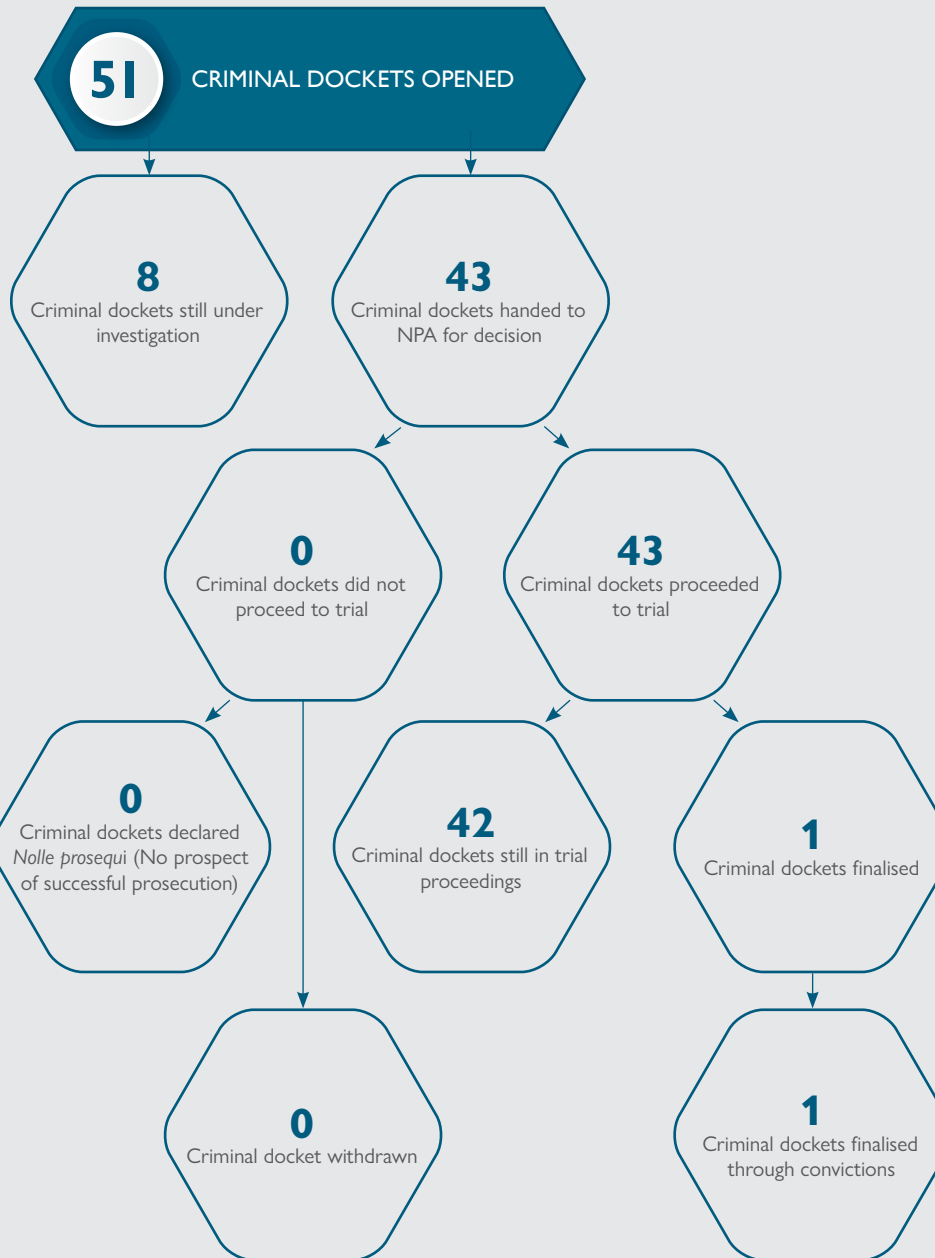 51 CRIMINAL DOCKETS OPENED
8
Criminal dockets still under
investigation
43
Criminal dockets handed to
NPA for decision
0
Criminal dockets did not
proceed to trial
43
Criminal dockets proceeded
to trial
0
Criminal dockets declared
Nolle prosequi (No prospect
of successful prosecution)
42
Criminal dockets still in trial
proceedings
1
Criminal dockets finalised
0
Criminal docket withdrawn
1
Criminal dockets finalised
through convictions